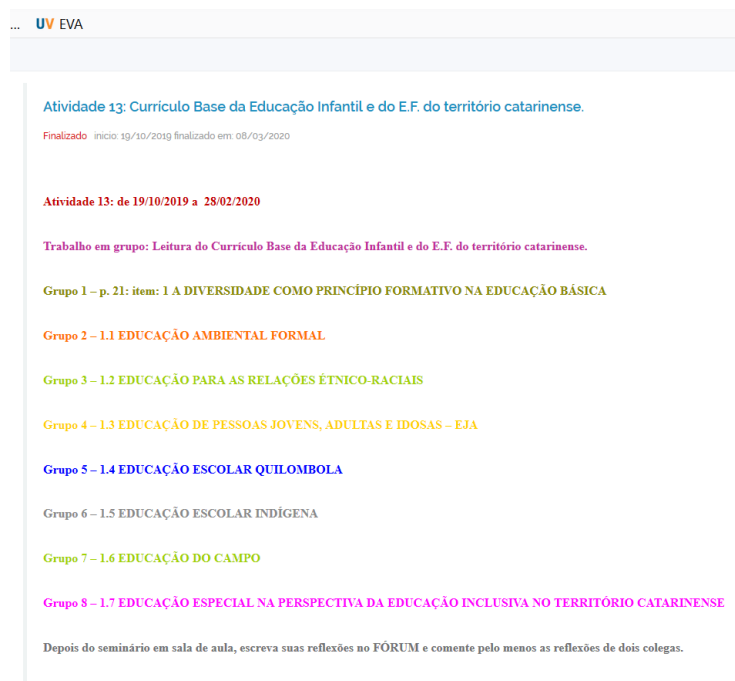 ... UV EVA
Atividade 13: Currículo Base da Educação Infantil e do E.F. do território catarinense.
Finalizado inicio: 19/10/2019 finalizado em: 08/03/2020
Atividade 13: de 19/10/2019 a 28/02/2020
Trabalho em grupo: Leitura do Currículo Base da Educação Infantil e do E.F. do território catarinense.
Grupo 1 – p. 21: item: 1 A DIVERSIDADE COMO PRINCÍPIO FORMATIVO NA EDUCAÇÃO BÁSICA
Grupo 2 – 1.1 EDUCAÇÃO AMBIENTAL FORMAL
Grupo 3 – 1.2 EDUCAÇÃO PARA AS RELAÇÕES ÉTNICO-RACIAIS
Grupo 4 – 1.3 EDUCAÇÃO DE PESSOAS JOVENS, ADULTAS E IDOSAS – EJA
Grupo 5 – 1.4 EDUCAÇÃO ESCOLAR QUILOMBOLA
Grupo 6 – 1.5 EDUCAÇÃO ESCOLAR INDÍGENA
Grupo 7 – 1.6 EDUCAÇÃO DO CAMPO
Grupo 8 – 1.7 EDUCAÇÃO ESPECIAL NA PERSPECTIVA DA EDUCAÇÃO INCLUSIVA NO TERRITÓRIO CATARINENSE
Depois do seminário em sala de aula, escreva suas reflexões no FÓRUM e comente pelo menos as reflexões de dois colegas.